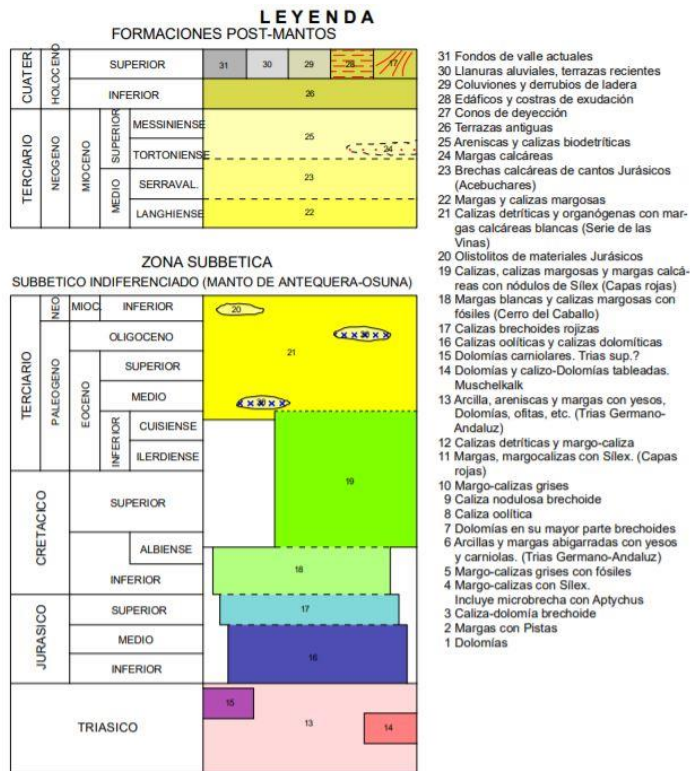 LEYENDA
FORMACIONES POST-MANTOS
CUATER.
HOLOCENO
SUPERIOR
31
30
29
28
17
INFERIOR
26
TERCIARIO
NEOGENO
MIOCENO
SUPERIOR
MESSINIENSE
25
TORTONIENSE
24
MEDIO
SERRAVAL.
23
LANGHIENSE
22
ZONA SUBBETICA
SUBBETICO INDIFERENCIADO (MANTO DE ANTEQUERA-OSUNA)
TERCIARIO
NEO.
MIOC.
INFERIOR
20
PALEOGENO
OLIGOCENO
EOCENO
SUPERIOR
21
MEDIO
INFERIOR
CUISIENSE
ILERDIENSE
CRETACICO
SUPERIOR
19
ALBIENSE
INFERIOR
18
JURASICO
SUPERIOR
17
MEDIO
INFERIOR
16
TRIASICO
15
13
14
31 Fondos de valle actuales
30 Llanuras aluviales, terrazas recientes
29 Coluviones y derrubios de ladera
28 Edáficos y costras de exudación
27 Conos de deyección
26 Terrazas antiguas
25 Areniscas y calizas biodetríticas
24 Margas calcáreas
23 Brechas calcáreas de cantos Jurásicos
(Acebuchares)
22 Margas y calizas margosas
21 Calizas detríticas y organógenas con mar-
gas calcáreas blancas (Serie de las
Vinas)
20 Olistolitos de materiales Jurásicos
19 Calizas, calizas margosas y margas calcá-
reas con nódulos de Sílex (Capas rojas)
18 Margas blancas y calizas margosas con
fósiles (Cerro del Caballo)
17 Calizas brechoides rojizas
16 Calizas oolíticas y calizas dolomíticas
15 Dolomías carniolares. Trias sup.?
14 Dolomías y calizo-Dolomías tableadas.
Muschelkalk
13 Arcilla, areniscas y margas con yesos,
Dolomías, ofitas, etc. (Trias Germano-
Andaluz)
12 Calizas detríticas y margo-caliza
11 Margas, margocalizas con Sílex. (Capas
rojas)
10 Margo-calizas grises
9 Caliza nodulosa brechoide
8 Caliza oolítica
7 Dolomías en su mayor parte brechoides
6 Arcillas y margas abigarradas con yesos
y carniolas. (Trias Germano-Andaluz)
5 Margo-calizas grises con fósiles
4 Margo-calizas con Sílex.
Incluye microbrecha con Aptychus
3 Caliza-dolomía brechoide
2 Margas con Pistas
1 Dolomías